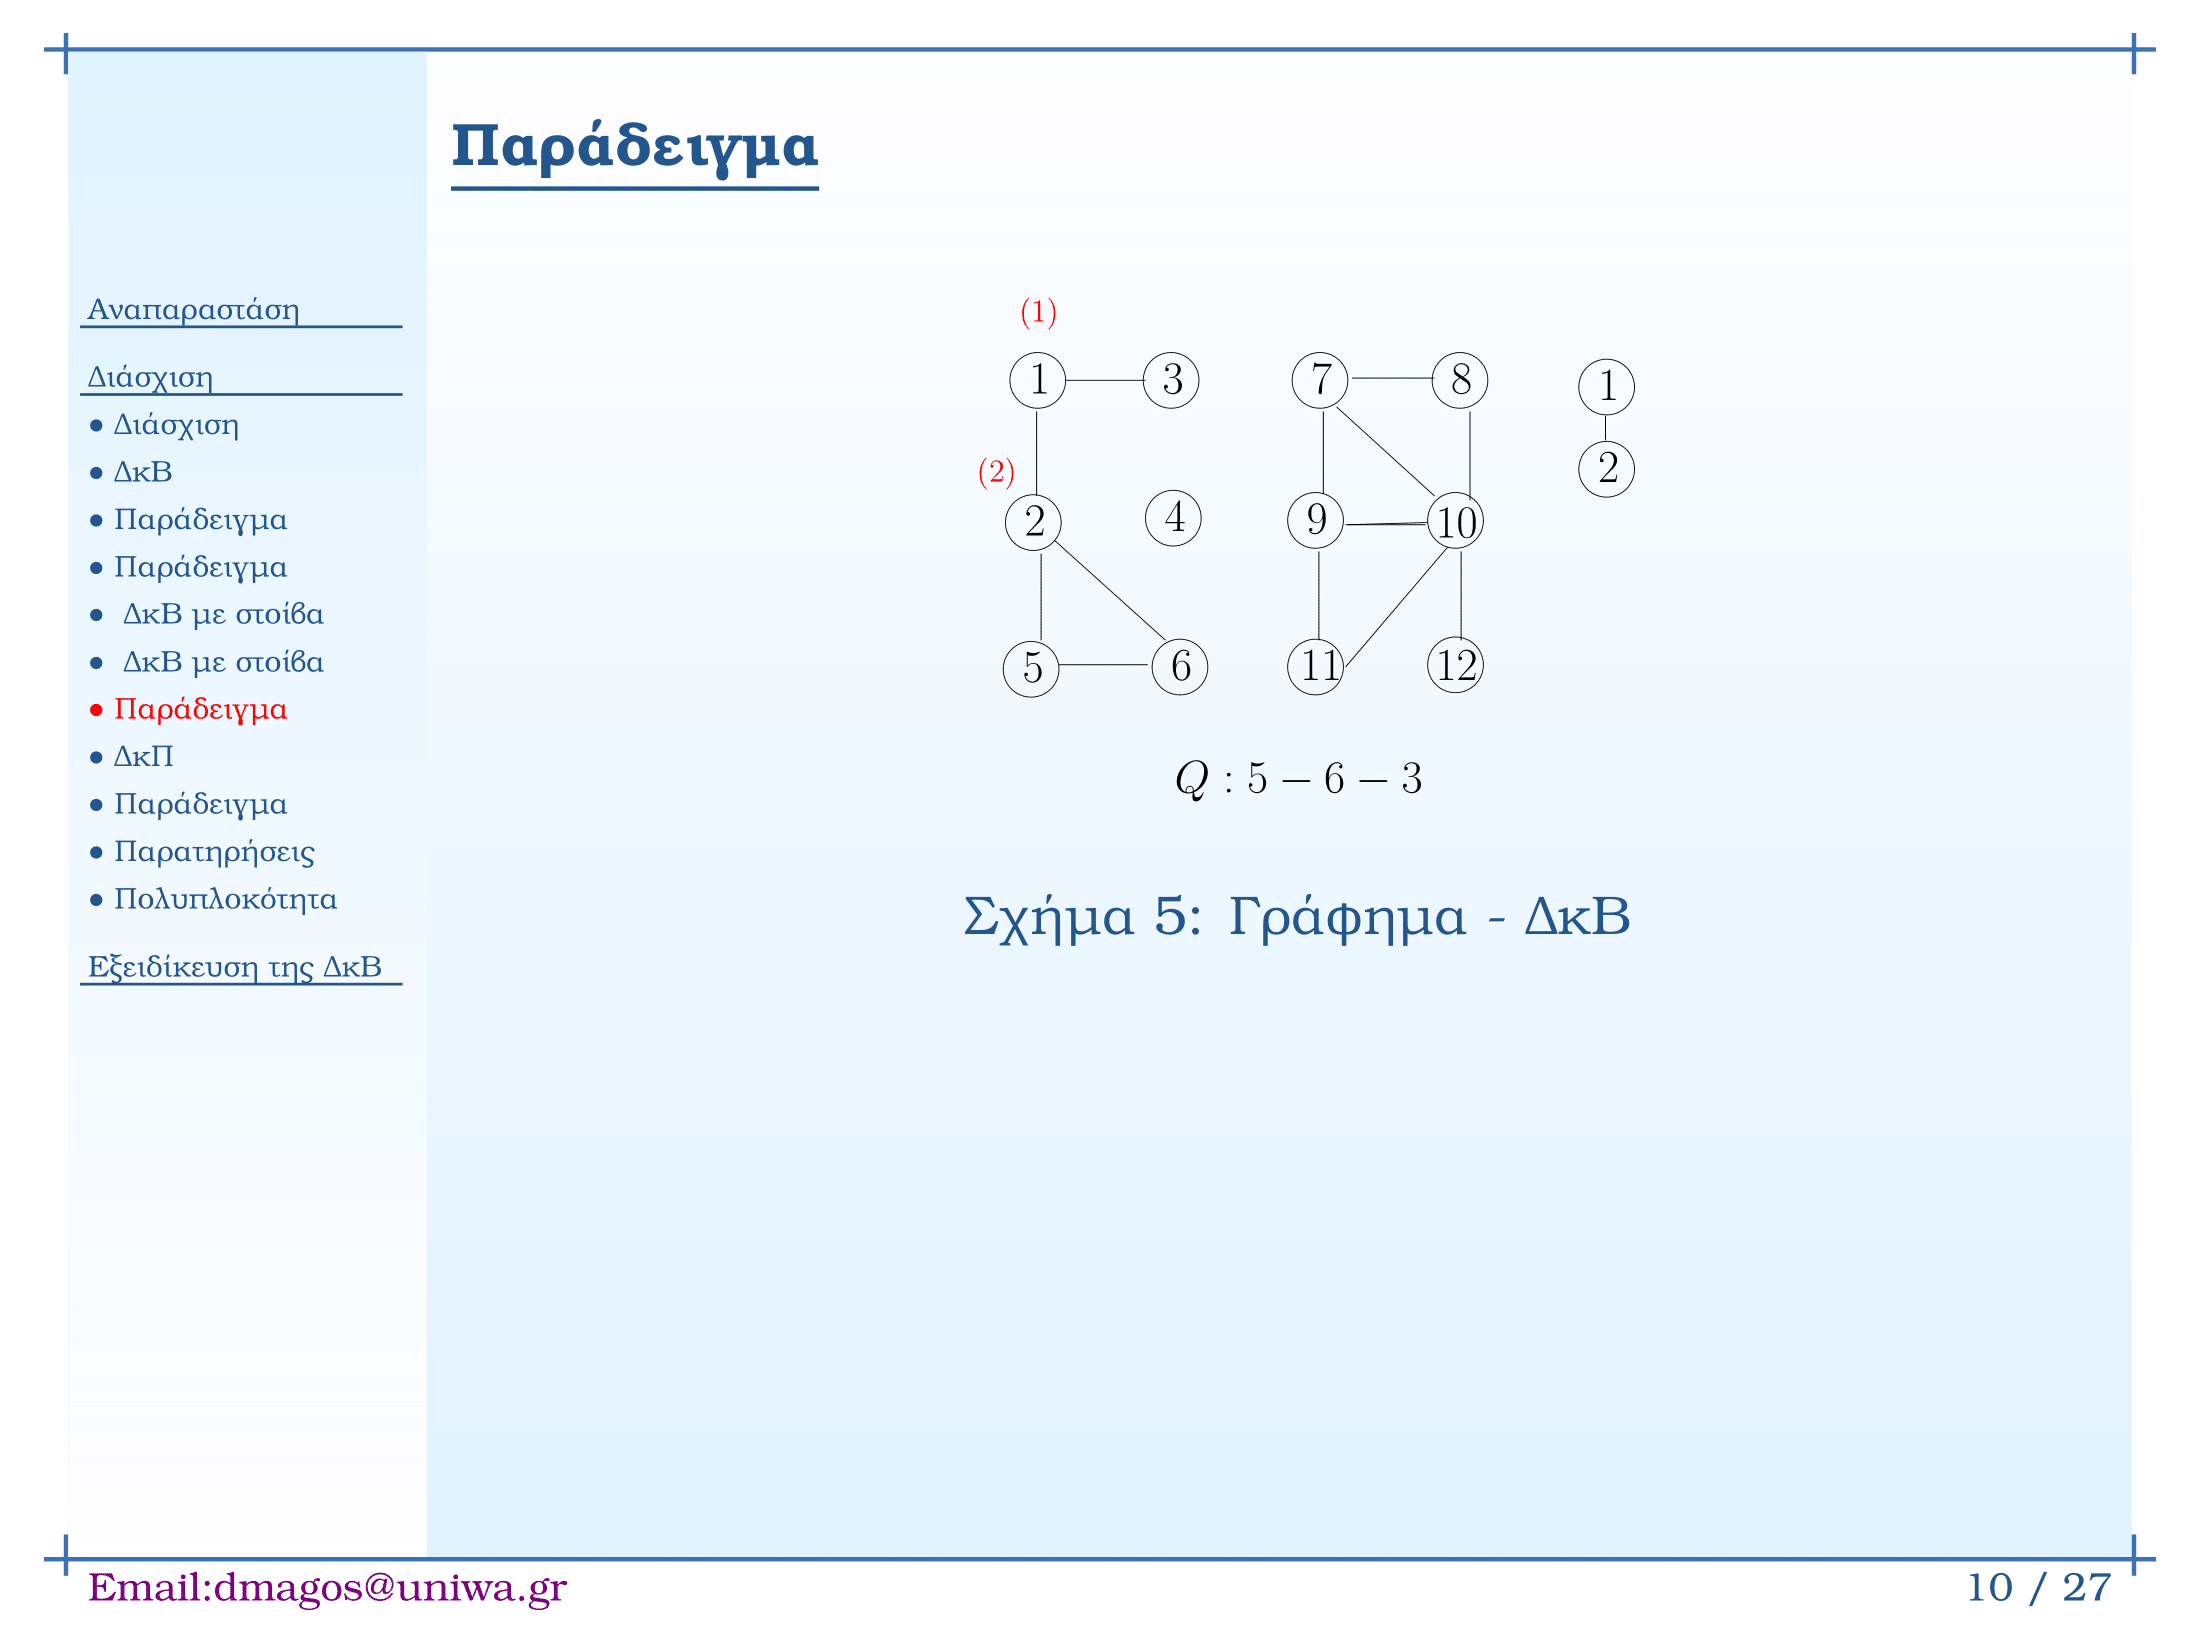 Παράδειγμα
Αναπαραστάση
Διάσχιση
• Διάσχιση
• ΔκΒ
• Παράδειγμα
• Παράδειγμα
• ΔκΒ με στοίβα
• ΔκΒ με στοίβα
• Παράδειγμα
• ΔκΠ
• Παράδειγμα
• Παρατηρήσεις
• Πολυπλοκότητα
Εξειδίκευση της ΔκΒ
(1)
1 3 7 8 1
(2)
2 4 9 10 2
5 6 11 12
Q : 5 − 6 − 3
Σχήμα 5: Γράφημα - ΔκΒ
Email:dmagos@uniwa.gr
10 / 27